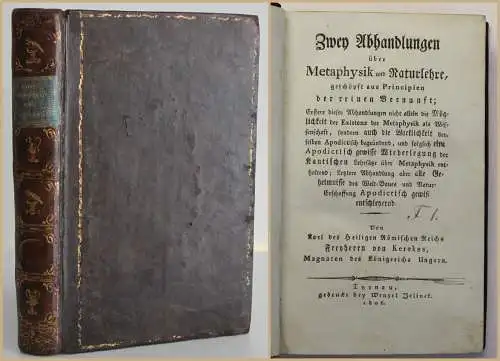 Zwey Abhandlungen
über
Metaphysik und Naturlehre,
geschöpft aus Principien
der reinen Vernunft;
Erstere dieser Abhandlungen nicht allein die Mög-
lichkeit der Existenz der Metaphysik als Wis-
senschaft, sondern auch die Wirklichkeit der-
selben Apodictisch begründend, und folglich eine
Apodictisch gewisse Wiederlegung der
Kantischen Lehrsätze über Metaphysik ent-
haltend; Letztere Abhandlung aber alle Ge-
heimnisse des Welt-Baues und Natur
Erschaffung Apodictisch gewiß
entschleyernd.
Von
Karl des Heiligen Römischen Reichs
Freyherrn von Kerekes,
Magnaten des Königreichs Ungern.
Tyrnau,
gedruckt bey Wenzel Jelinek.